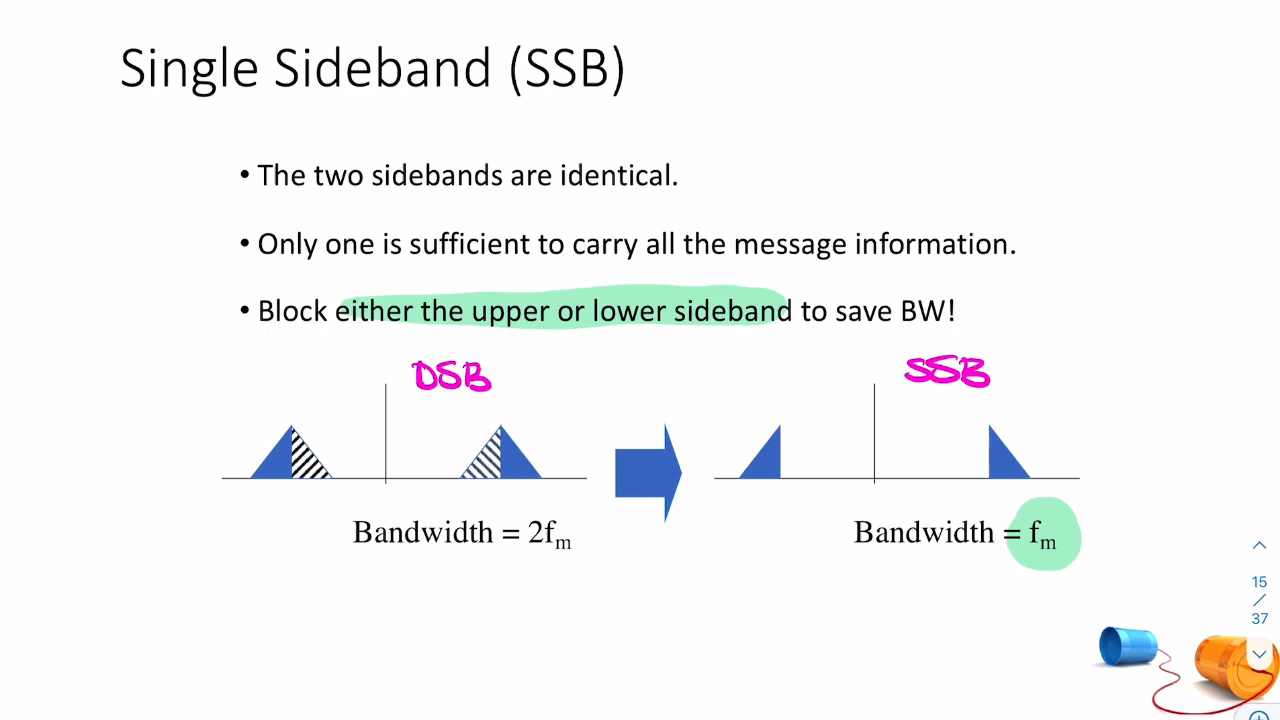 Single Sideband (SSB)
• The two sidebands are identical.
• Only one is sufficient to carry all the message information.
• Block either the upper or lower sideband to save BW!
DSB
SSB
Bandwidth = 2fm
Bandwidth = fm
15
/
37